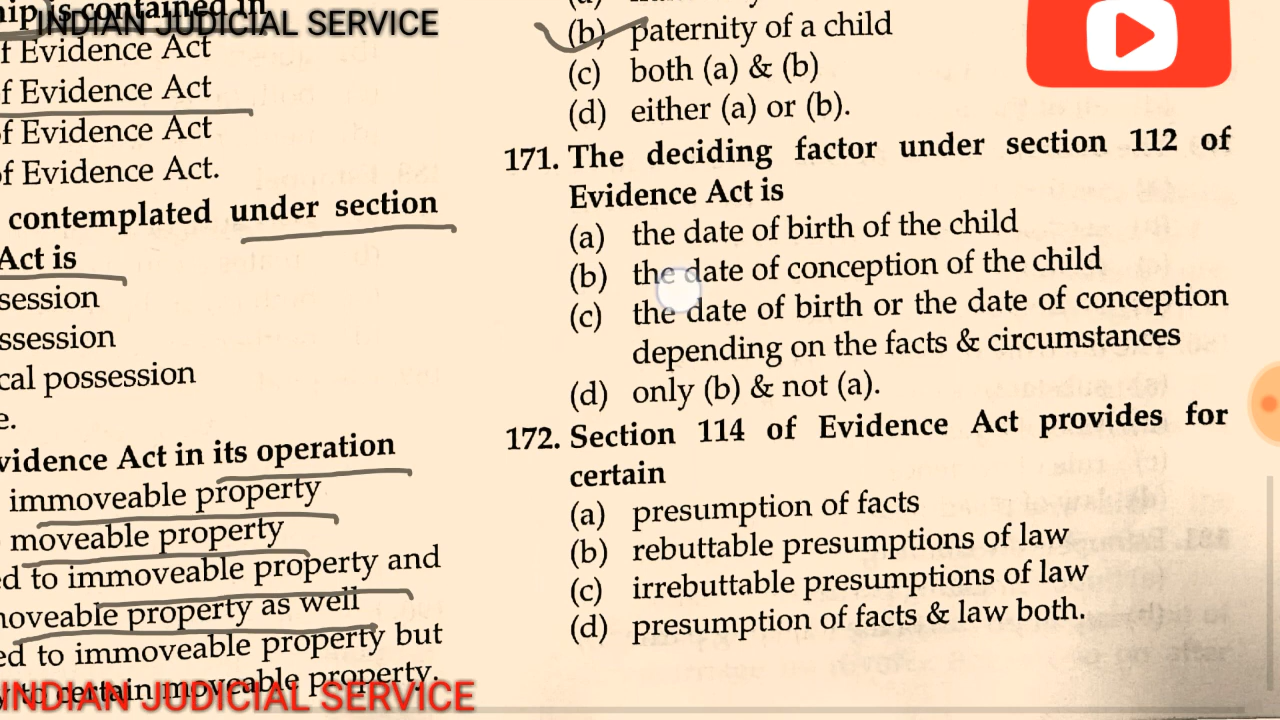 hip is contained in
INDIAN JUDICIAL SERVICE
f Evidence Act
f Evidence Act
f Evidence Act
f Evidence Act.
contemplated under section
Act is
session
ssession
cal possession
e.
vidence Act in its operation
immoveable property
moveable property
ed to immoveable property and
moveable property as well
ed to immoveable property but
y to certain moveable property.
INDIAN JUDICIAL SERVICE
(b) paternity of a child
(c) both (a) & (b)
(d) either (a) or (b).
171. The deciding factor under section 112 of
Evidence Act is
(a) the date of birth of the child
(b) the date of conception of the child
(c) the date of birth or the date of conception
depending on the facts & circumstances
(d) only (b) & not (a).
172. Section 114 of Evidence Act provides for
certain
(a) presumption of facts
(b) rebuttable presumptions of law
(c) irrebuttable presumptions of law
(d) presumption of facts & law both.